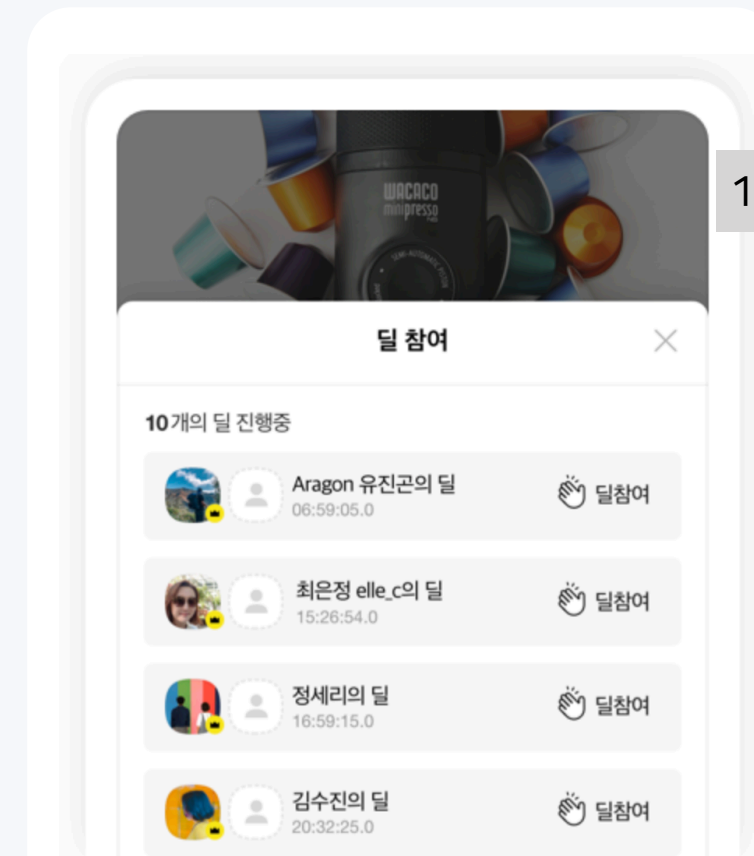 WACACO
minipresso
1
SEMI-AUTOMATIC PISTON
딜 참여
10개의 딜 진행중
Aragon 유진곤의 딜
06:59:05.0
딜참여
최은정 elle_c의 딜
15:26:54.0
딜참여
정세리의 딜
16:59:15.0
딜참여
김수진의 딜
20:32:25.0
딜참여